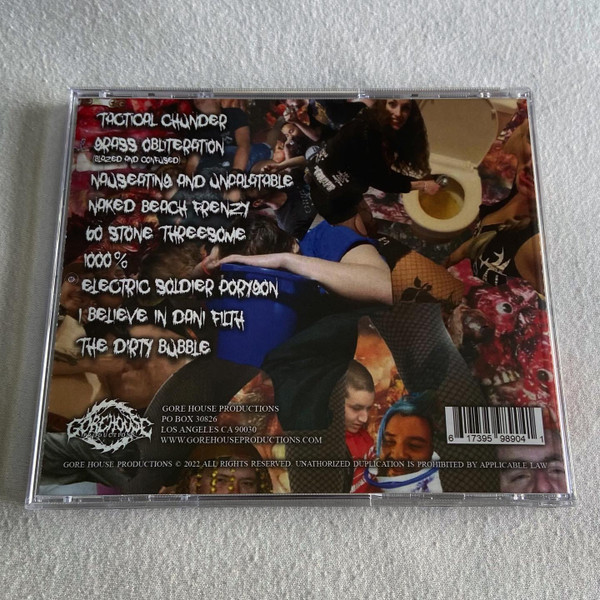 TACTICAL CHUNDER
GRASS OBLITERATION
(BLAZED AND CONFUSED)
NAUSEATING AND UNPALATABLE
NAKED BEACH FRENZY
60 STONE THREESOME
1000%
ELECTRIC SOLDIER PORYGON
I BELIEVE IN DANI FILTH
THE DIRTY BUBBLE
GOREHOUSE
PRODUCTIONS
GORE HOUSE PRODUCTIONS
PO BOX 30826
LOS ANGELES CA 90030
WWW.GOREHOUSEPRODUCTIONS.COM
6 17395 98904 1
GORE HOUSE PRODUCTIONS © 2022, ALL RIGHTS RESERVED. UNATHORIZED DUPLICATION IS PROHIBITED BY APPLICABLE LAW